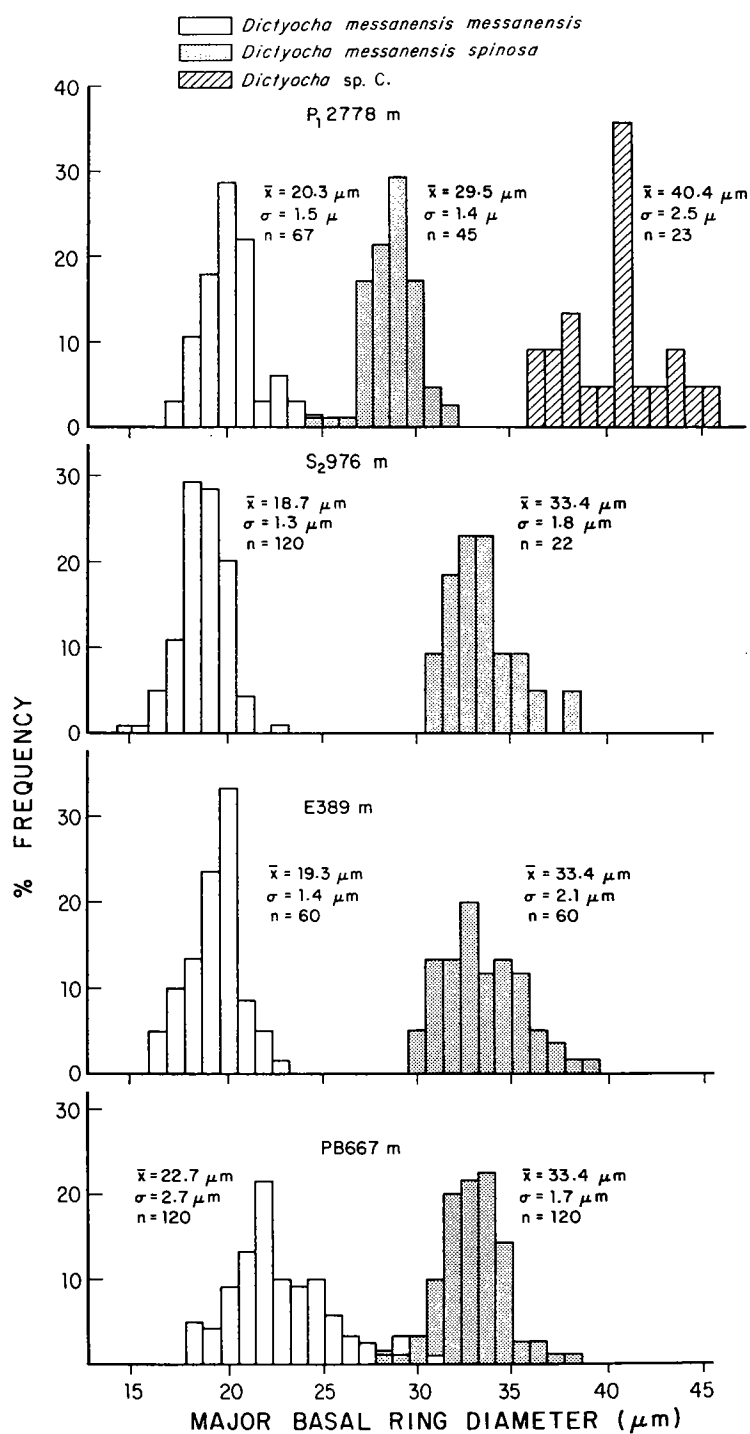 Dictyocha messanensis messanensis
Dictyocha messanensis spinosa
Dictyocha sp. C.
P₁ 2778 m
40
30
20
10
0
x̄ = 20.3 μm
σ = 1.5 μ
n = 67
x̄ = 29.5 μm
σ = 1.4 μ
n = 45
x̄ = 40.4 μm
σ = 2.5 μ
n = 23
S₂976 m
30
20
10
0
x̄ = 18.7 μm
σ = 1.3 μm
n = 120
x̄ = 33.4 μm
σ = 1.8 μm
n = 22
% FREQUENCY
E389 m
30
20
10
0
x̄ = 19.3 μm
σ = 1.4 μm
n = 60
x̄ = 33.4 μm
σ = 2.1 μm
n = 60
PB667 m
30
20
10
x̄ = 22.7 μm
σ = 2.7 μm
n = 120
x̄ = 33.4 μm
σ = 1.7 μm
n = 120
15 20 25 30 35 40 45
MAJOR BASAL RING DIAMETER (μm)